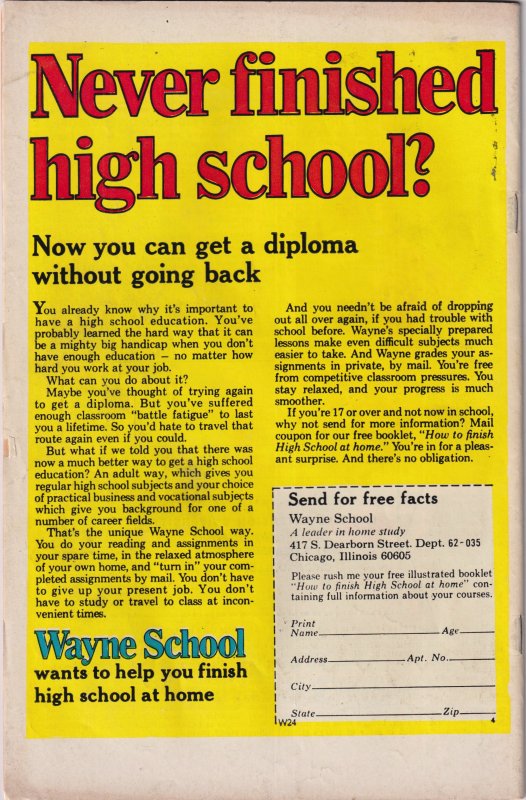 Never finished
high school?
Now you can get a diploma
without going back
You already know why it's important to
have a high school education. You've
probably learned the hard way that it can
be a mighty big handicap when you don't
have enough education — no matter how
hard you work at your job.
What can you do about it?
Maybe you've thought of trying again
to get a diploma. But you've suffered
enough classroom "battle fatigue" to last
you a lifetime. So you'd hate to travel that
route again even if you could.
But what if we told you that there was
now a much better way to get a high school
education? An adult way, which gives you
regular high school subjects and your choice
of practical business and vocational subjects
which give you background for one of a
number of career fields.
That's the unique Wayne School way.
You do your reading and assignments in
your spare time, in the relaxed atmosphere
of your own home, and "turn in" your com-
pleted assignments by mail. You don't have
to give up your present job. You don't
have to study or travel to class at incon-
venient times.
Wayne School
wants to help you finish
high school at home
And you needn't be afraid of dropping
out all over again, if you had trouble with
school before. Wayne's specially prepared
lessons make even difficult subjects much
easier to take. And Wayne grades your as-
signments in private, by mail. You're free
from competitive classroom pressures. You
stay relaxed, and your progress is much
smoother.
If you're 17 or over and not now in school,
why not send for more information? Mail
coupon for our free booklet, "How to finish
High School at home." You're in for a pleas-
ant surprise. And there's no obligation.
Send for free facts
Wayne School
A leader in home study
417 S. Dearborn Street. Dept. 62-035
Chicago, Illinois 60605
Please rush me your free illustrated booklet
"How to finish High School at home" con-
taining full information about your courses.
Print
Name Age
Address Apt. No.
City
State Zip
W24 4